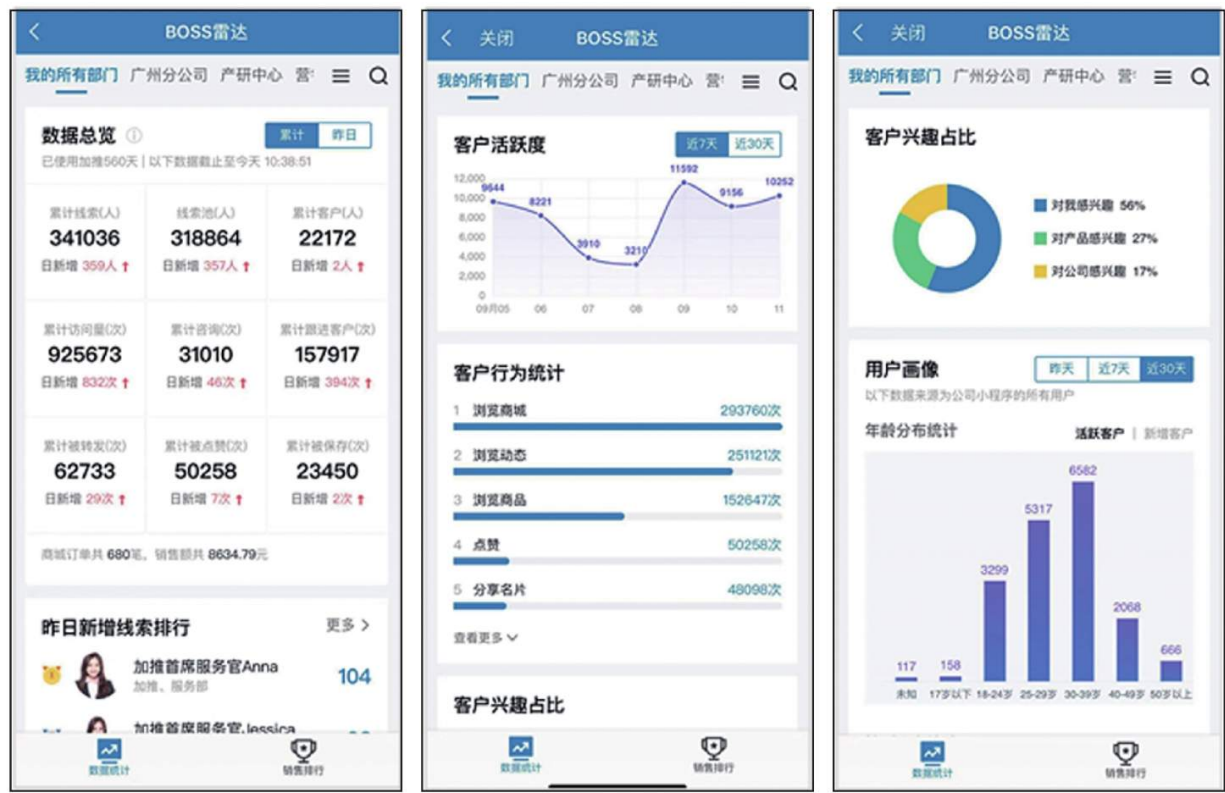 BOSS雷达
我的所有部门 广州分公司 产研中心 营
数据总览
累计 昨日
已使用加推560天 | 以下数据截止至今天 10:38:51
累计线索(人) 线索池(人) 累计客户(人)
341036 318864 22172
日新增 359人 日新增 357人 日新增 2人
累计访问量(次) 累计咨询(次) 累计跟进客户(次)
925673 31010 157917
日新增 832次 日新增 46次 日新增 394次
累计被转发(次) 累计被点赞(次) 累计被保存(次)
62733 50258 23450
日新增 29次 日新增 7次 日新增 2次
商城订单共 680笔。销售额共 8634.79元
昨日新增线索排行 更多
加推首席服务官Anna
加推、服务部
104
加推首席服务官Jessica
数据统计 销售排行
关闭 BOSS雷达
我的所有部门 广州分公司 产研中心 营
客户活跃度
近7天 近30天
12,000
10,000
8,000
6,000
4,000
2,000
0
9644 8221 3910 3210 11592 9156 10252
09月05 06 07 08 09 10 11
客户行为统计
1 浏览商城 293760次
2 浏览动态 251121次
3 浏览商品 152647次
4 点赞 50258次
5 分享名片 48098次
查看更多
客户兴趣占比
数据统计 销售排行
关闭 BOSS雷达
我的所有部门 广州分公司 产研中心 营
客户兴趣占比
对我感兴趣 56%
对产品感兴趣 27%
对公司感兴趣 17%
用户画像
昨天 近7天 近30天
以下数据来源为公司小程序的所有用户
年龄分布统计 活跃客户 | 新增客户
117 158 3299 5317 6582 2068 666
未知 17岁以下 18-24岁 25-29岁 30-39岁 40-49岁 50岁以上
数据统计 销售排行